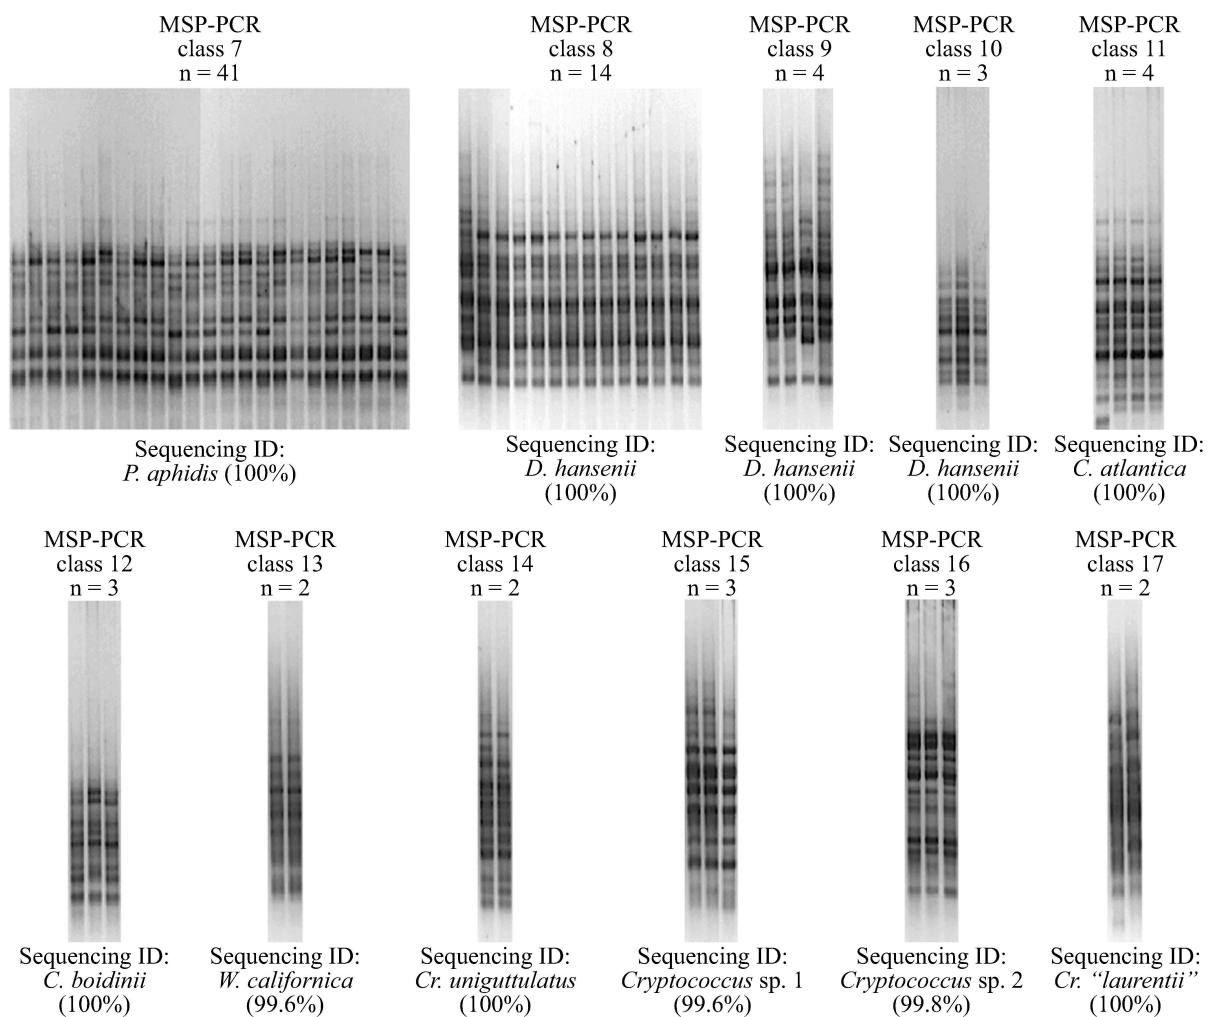 MSP-PCR
class 7
n = 41
MSP-PCR
class 8
n = 14
MSP-PCR
class 9
n = 4
MSP-PCR
class 10
n = 3
MSP-PCR
class 11
n = 4
Sequencing ID:
P. aphidis (100%)
Sequencing ID:
D. hansenii
(100%)
Sequencing ID:
D. hansenii
(100%)
Sequencing ID:
D. hansenii
(100%)
Sequencing ID:
C. atlantica
(100%)
MSP-PCR
class 12
n = 3
MSP-PCR
class 13
n = 2
MSP-PCR
class 14
n = 2
MSP-PCR
class 15
n = 3
MSP-PCR
class 16
n = 3
MSP-PCR
class 17
n = 2
Sequencing ID:
C. boidinii
(100%)
Sequencing ID:
W. californica
(99.6%)
Sequencing ID:
Cr. uniguttulatus
(100%)
Sequencing ID:
Cryptococcus sp. 1
(99.6%)
Sequencing ID:
Cryptococcus sp. 2
(99.8%)
Sequencing ID:
Cr. “laurentii”
(100%)